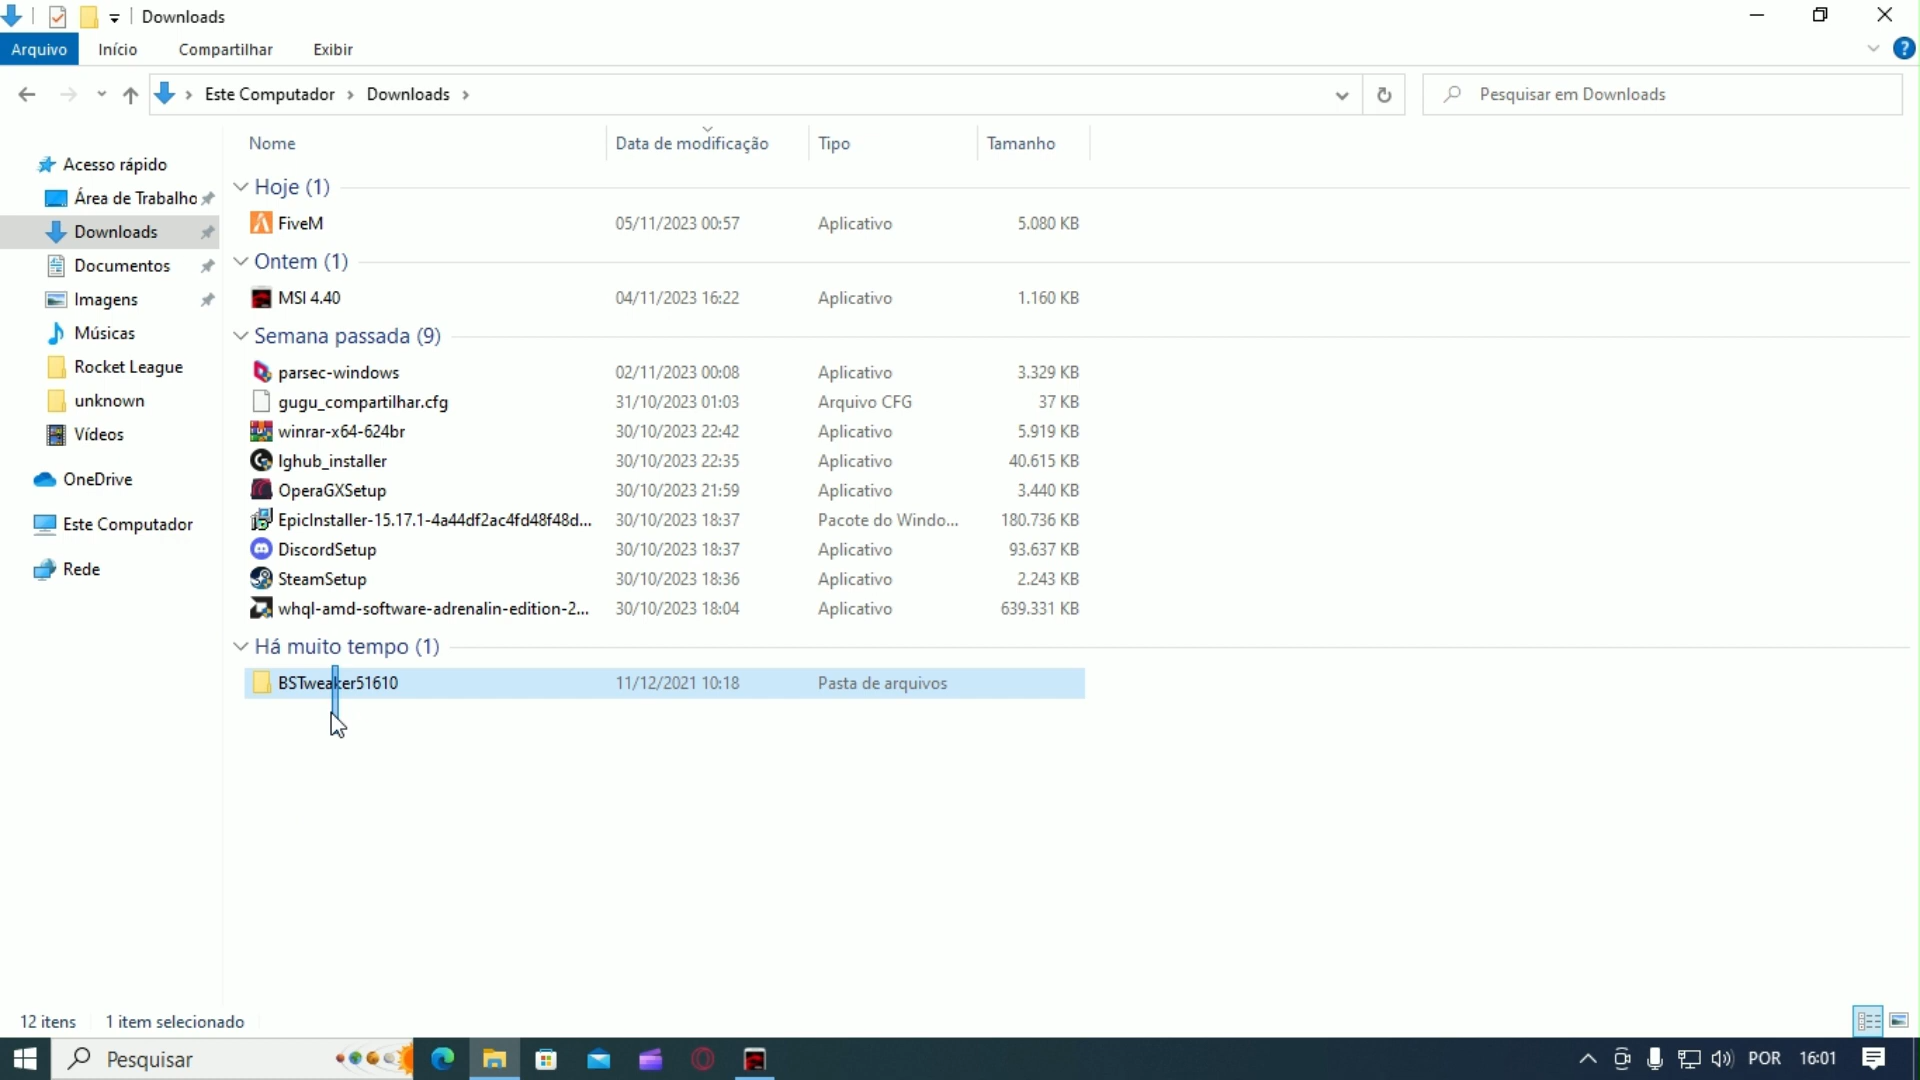 Downloads
Arquivo Início Compartilhar Exibir
Este Computador Downloads
Pesquisar em Downloads
Nome Data de modificação Tipo Tamanho
Acesso rápido
Área de Trabalho
Downloads
Documentos
Imagens
Músicas
Rocket League
unknown
Vídeos
OneDrive
Este Computador
Rede
Hoje (1)
FiveM 05/11/2023 00:57 Aplicativo 5.080 KB
Ontem (1)
MSI 4.40 04/11/2023 16:22 Aplicativo 1.160 KB
Semana passada (9)
parsec-windows 02/11/2023 00:08 Aplicativo 3.329 KB
gugu_compartilhar.cfg 31/10/2023 01:03 Arquivo CFG 37 KB
winrar-x64-624br 30/10/2023 22:42 Aplicativo 5.919 KB
lghub_installer 30/10/2023 22:35 Aplicativo 40.615 KB
OperaGXSetup 30/10/2023 21:59 Aplicativo 3.440 KB
EpicInstaller-15.17.1-4a44df2ac4fd48f48d... 30/10/2023 18:37 Pacote do Windo... 180.736 KB
DiscordSetup 30/10/2023 18:37 Aplicativo 93.637 KB
SteamSetup 30/10/2023 18:36 Aplicativo 2.243 KB
whql-amd-software-adrenalin-edition-2... 30/10/2023 18:04 Aplicativo 639.331 KB
Há muito tempo (1)
BSTweaker51610 11/12/2021 10:18 Pasta de arquivos
12 itens 1 item selecionado
Pesquisar
POR 16:01